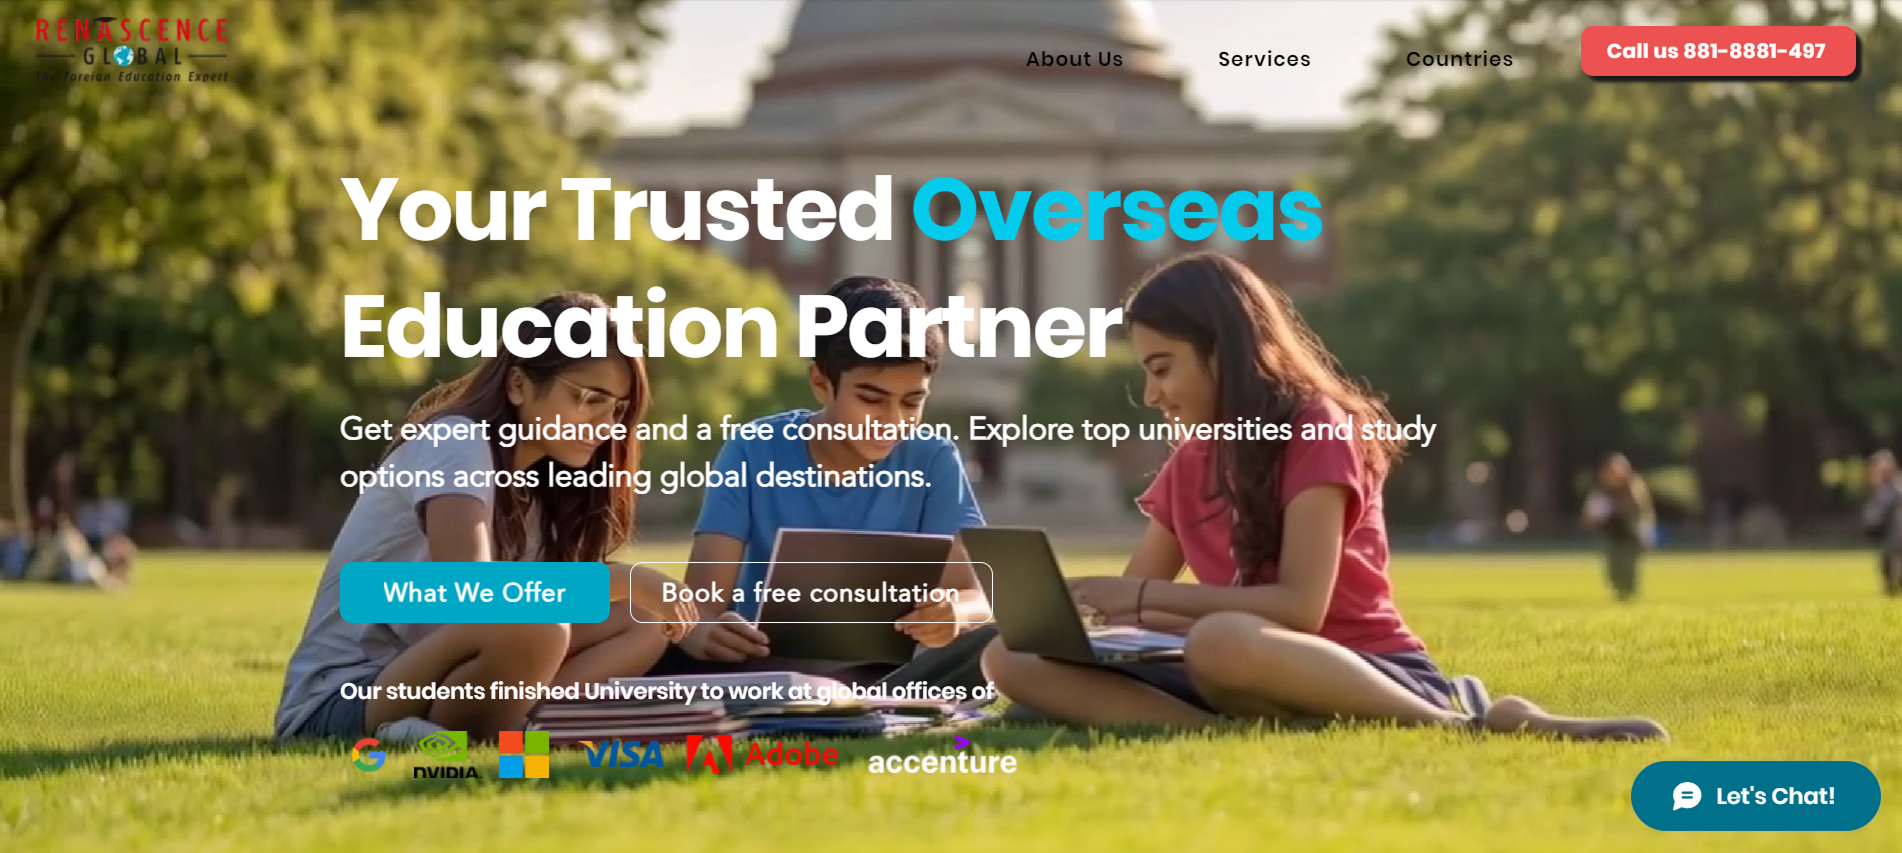 RENASCENCE
GLOBAL
The Foreign Education Expert
About Us
Services
Countries
Call us 881-8881-497
Your Trusted Overseas
Education Partner
Get expert guidance and a free consultation. Explore top universities and study
options across leading global destinations.
What We Offer
Book a free consultation
Our students finished University to work at global offices of
G
NVIDIA.
VISA
Adobe
accenture
Let's Chat!